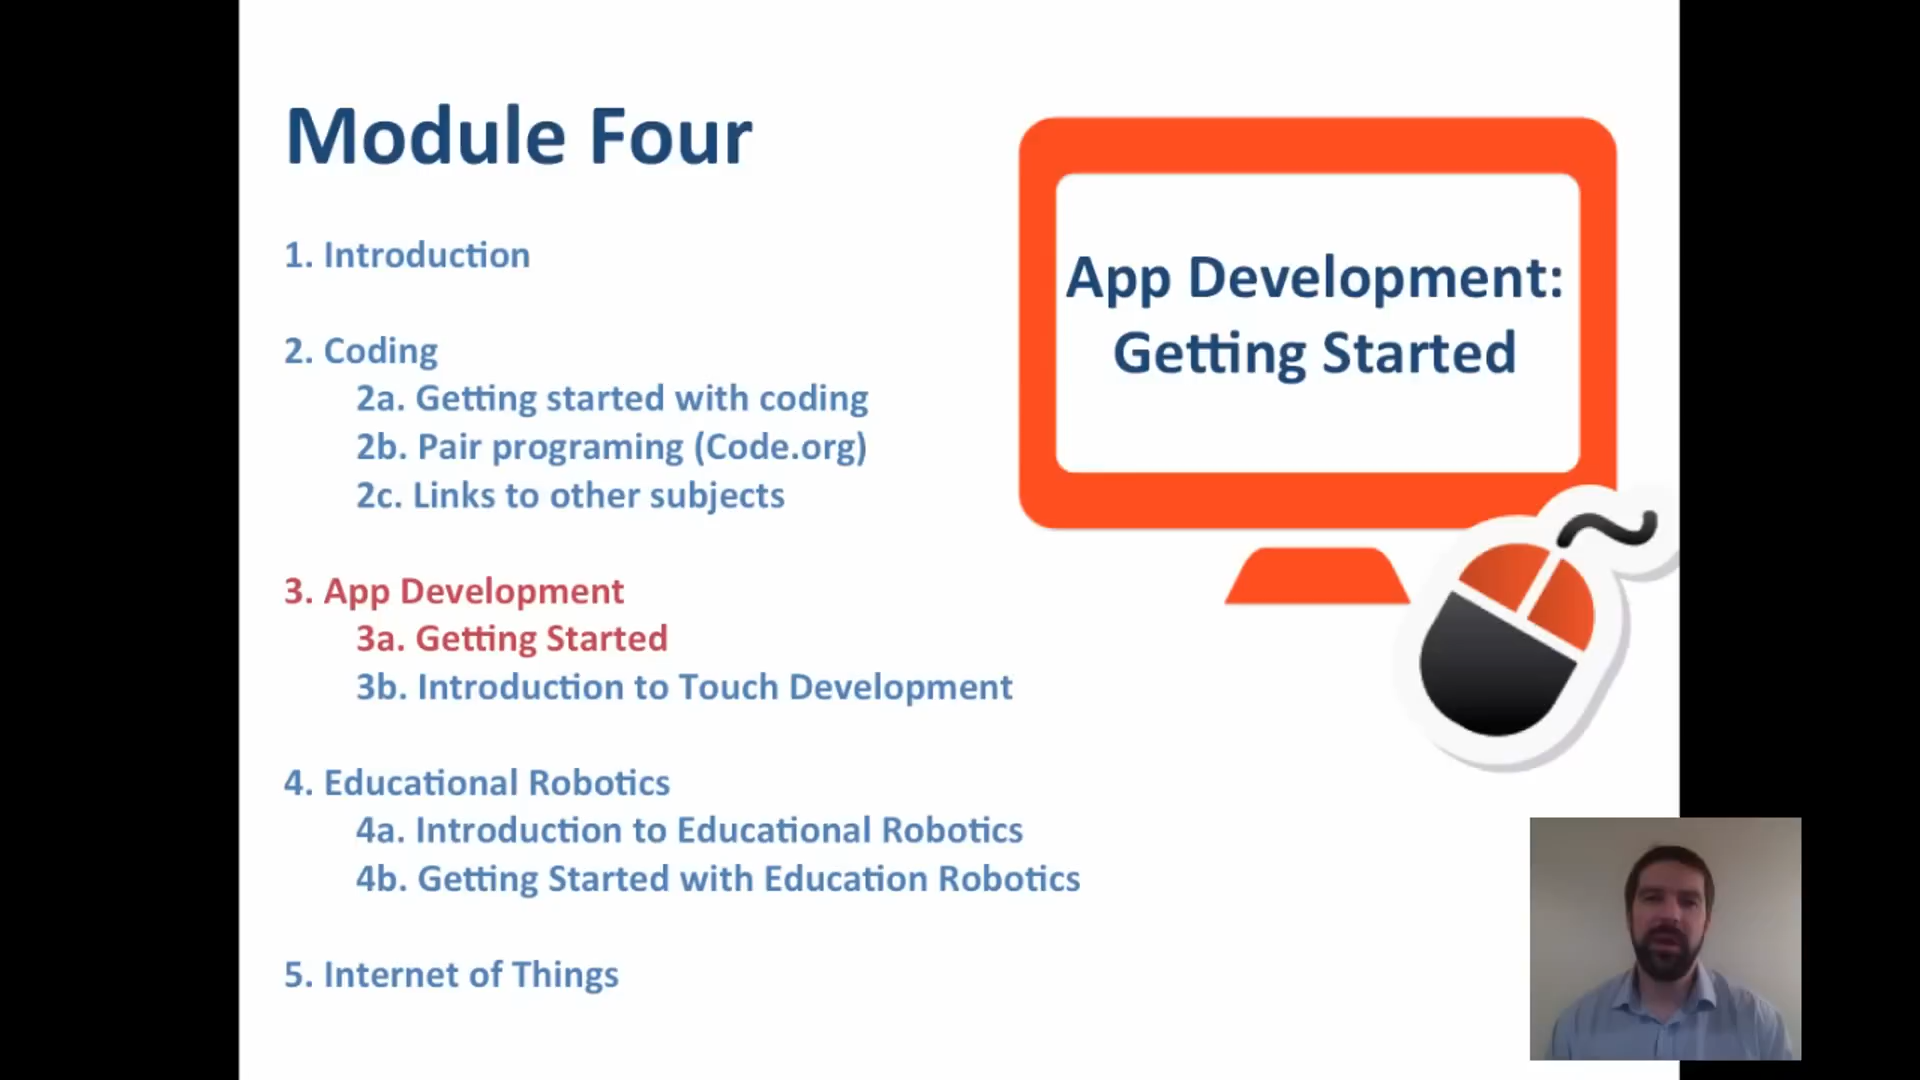 Module Four
1. Introduction
2. Coding
2a. Getting started with coding
2b. Pair programing (Code.org)
2c. Links to other subjects
3. App Development
3a. Getting Started
3b. Introduction to Touch Development
4. Educational Robotics
4a. Introduction to Educational Robotics
4b. Getting Started with Education Robotics
5. Internet of Things
App Development:
Getting Started